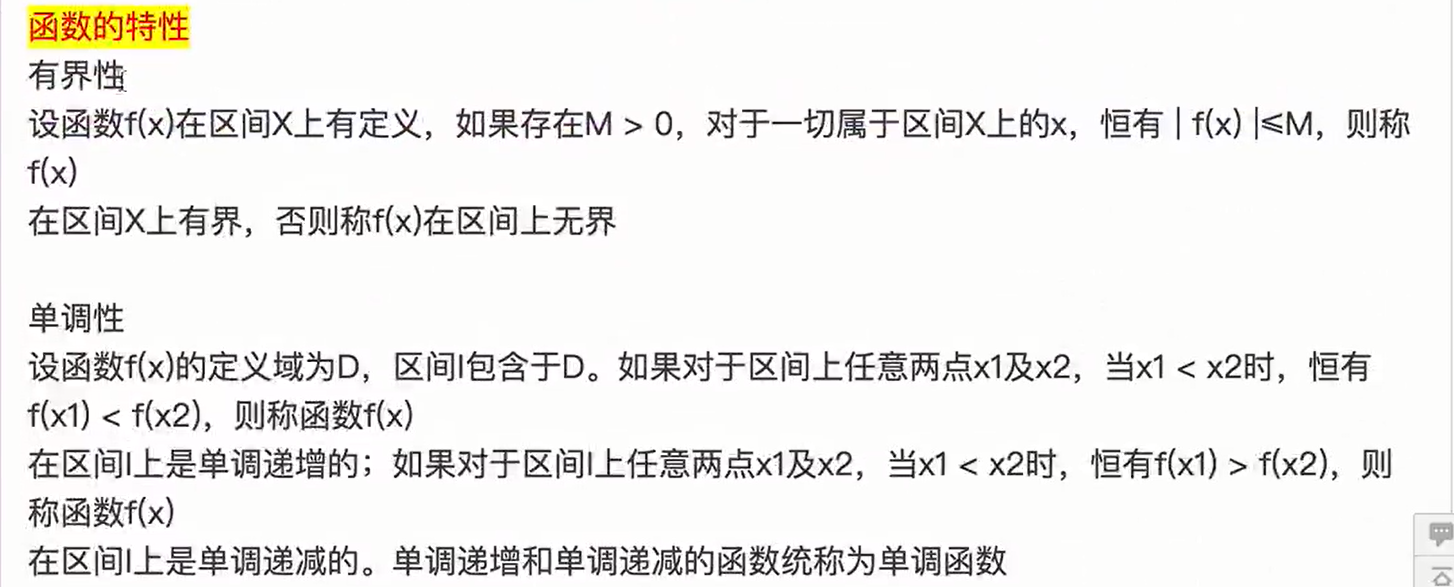 函数的特性
有界性
设函数f(x)在区间X上有定义，如果存在M > 0，对于一切属于区间X上的x，恒有 | f(x) |≤M，则称
f(x)
在区间X上有界，否则称f(x)在区间上无界
单调性
设函数f(x)的定义域为D，区间I包含于D。如果对于区间上任意两点x1及x2，当x1 < x2时，恒有
f(x1) < f(x2)，则称函数f(x)
在区间I上是单调递增的；如果对于区间I上任意两点x1及x2，当x1 < x2时，恒有f(x1) > f(x2)，则
称函数f(x)
在区间I上是单调递减的。单调递增和单调递减的函数统称为单调函数